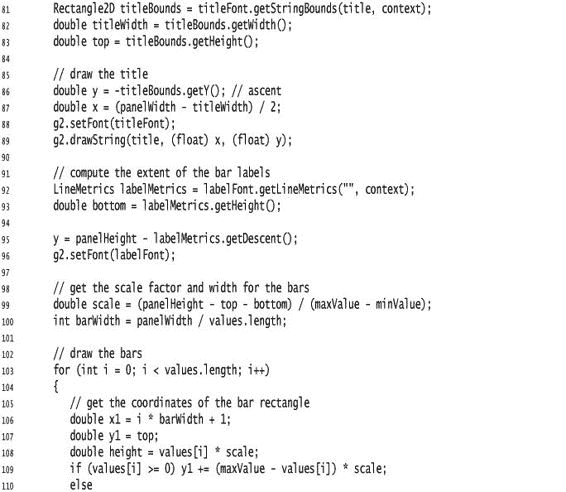 81 Rectangle2D titleBounds = titleFont.getStringBounds(title, context);
82 double titleWidth = titleBounds.getWidth();
83 double top = titleBounds.getHeight();
84
85 // draw the title
86 double y = -titleBounds.getY(); // ascent
87 double x = (panelWidth - titleWidth) / 2;
88 g2.setFont(titleFont);
89 g2.drawString(title, (float) x, (float) y);
90
91 // compute the extent of the bar labels
92 LineMetrics labelMetrics = labelFont.getLineMetrics("", context);
93 double bottom = labelMetrics.getHeight();
94
95 y = panelHeight - labelMetrics.getDescent();
96 g2.setFont(labelFont);
97
98 // get the scale factor and width for the bars
99 double scale = (panelHeight - top - bottom) / (maxValue - minValue);
100 int barWidth = panelWidth / values.length;
101
102 // draw the bars
103 for (int i = 0; i < values.length; i++)
104 {
105 // get the coordinates of the bar rectangle
106 double x1 = i * barWidth + 1;
107 double y1 = top;
108 double height = values[i] * scale;
109 if (values[i] >= 0) y1 += (maxValue - values[i]) * scale;
110 else